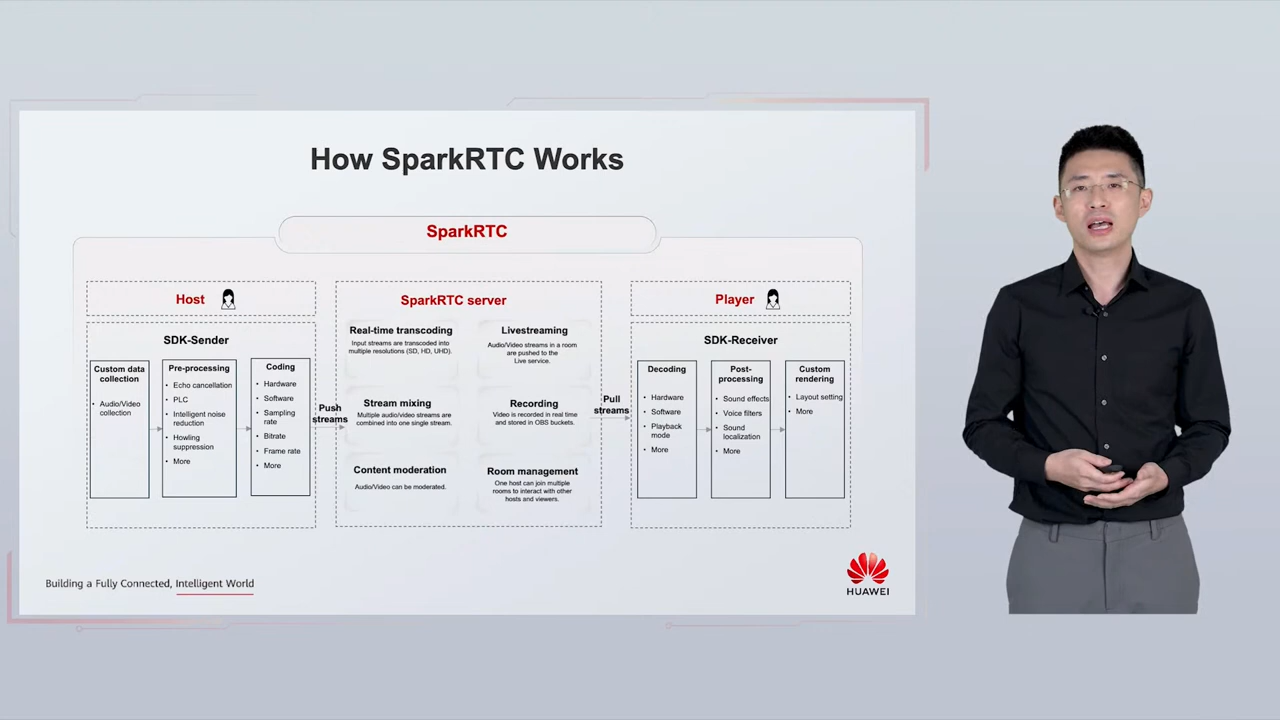 How SparkRTC Works
SparkRTC
Host
SDK-Sender
Custom data
collection
• Audio/Video
collection
Pre-processing
• Echo cancellation
• PLC
• Intelligent noise
reduction
• Howling
suppression
• More
Coding
• Hardware
• Software
• Sampling
rate
• Bitrate
• Frame rate
• More
Push
streams
SparkRTC server
Real-time transcoding
Input streams are transcoded into
multiple resolutions (SD, HD, UHD).
Livestreaming
Audio/Video streams in a room
are pushed to the
Live service.
Stream mixing
Multiple audio/video streams are
combined into one single stream.
Recording
Video is recorded in real time
and stored in OBS buckets.
Content moderation
Audio/Video can be moderated.
Room management
One host can join multiple
rooms to interact with other
hosts and viewers.
Pull
streams
Player
SDK-Receiver
Decoding
• Hardware
• Software
• Playback
mode
• More
Post-
processing
• Sound effects
• Voice filters
• Sound
localization
• More
Custom
rendering
• Layout setting
• More
Building a Fully Connected, Intelligent World
HUAWEI